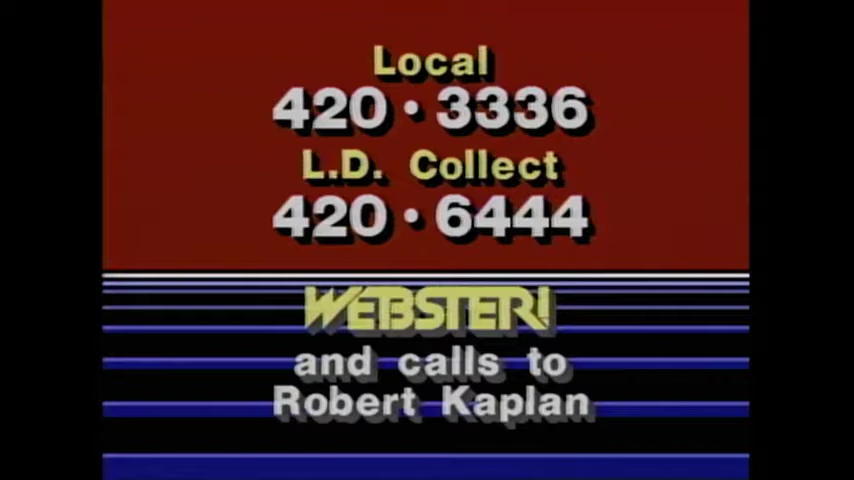 Local
420·3336
L.D. Collect
420·6444
WEBSTER!
and calls to
Robert Kaplan